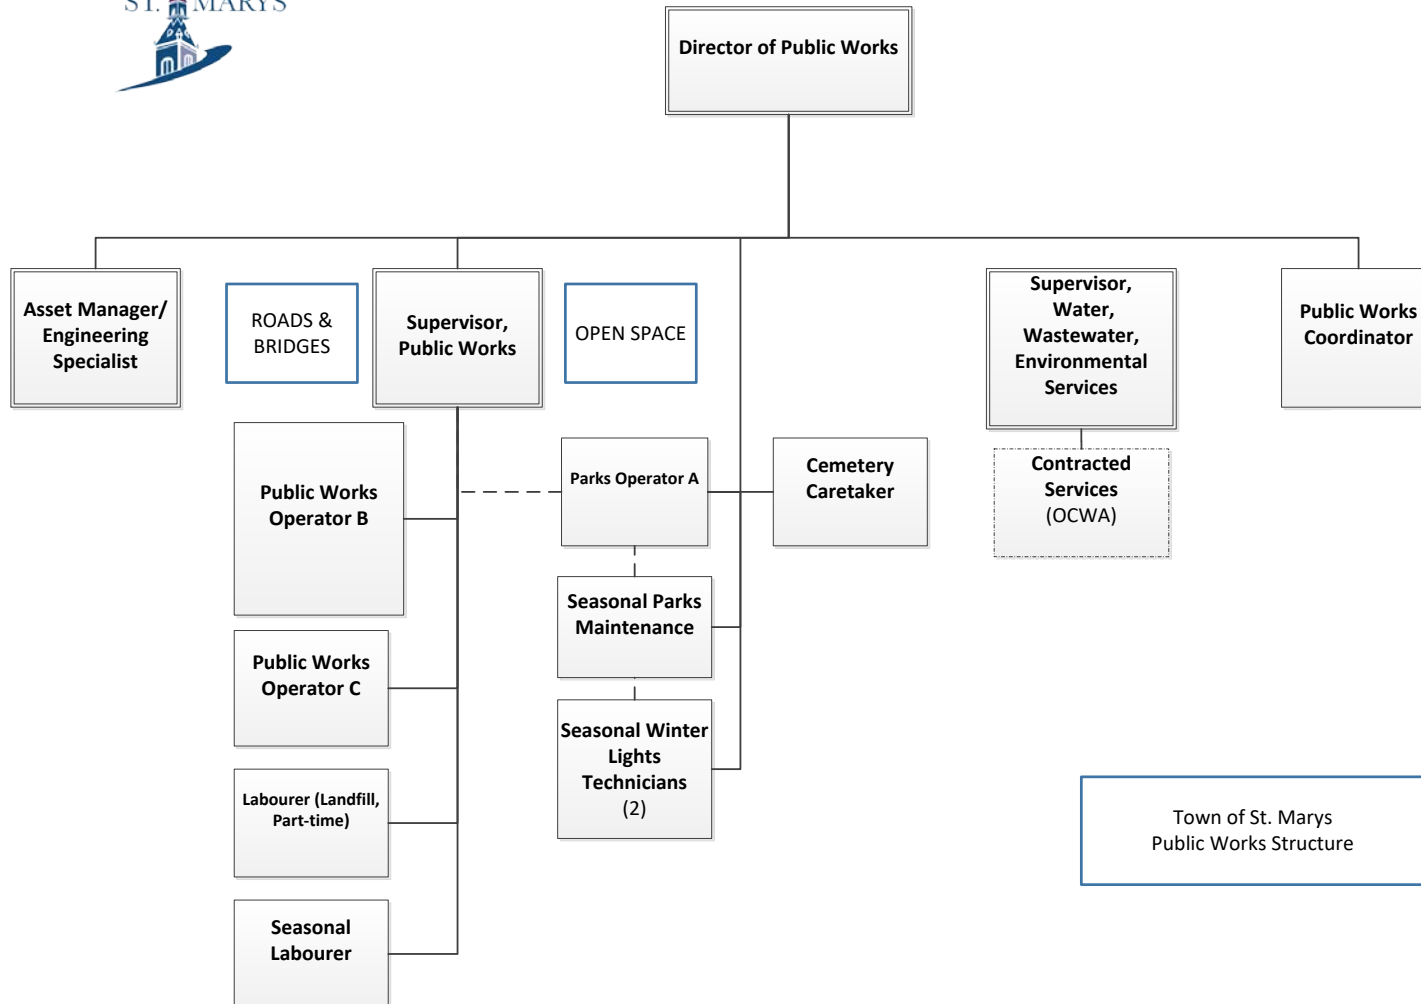 ST. MARYS
Director of Public Works
Asset Manager/
Engineering
Specialist
ROADS &
BRIDGES
Supervisor,
Public Works
OPEN SPACE
Supervisor,
Water,
Wastewater,
Environmental
Services
Public Works
Coordinator
Public Works
Operator B
Parks Operator A
Cemetery
Caretaker
Contracted
Services
(OCWA)
Seasonal Parks
Maintenance
Public Works
Operator C
Seasonal Winter
Lights
Technicians
(2)
Labourer (Landfill,
Part-time)
Seasonal
Labourer
Town of St. Marys
Public Works Structure